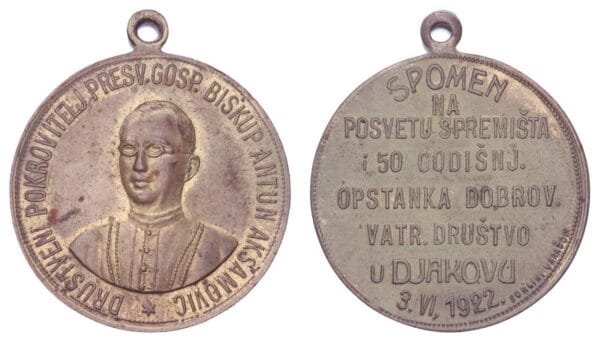 DRUŠTVENI POKROVITELJ.PRESV.GOSP. BISKUP ANTUN AKŠAMOVIĆ
SPOMEN
NA
POSVETU SPREMIŠTA
i 50 GODIŠNJ.
OPSTANKA DOBROV.
VATR. DRUŠTVO
u DJAKOVU
3. VI, 1922.